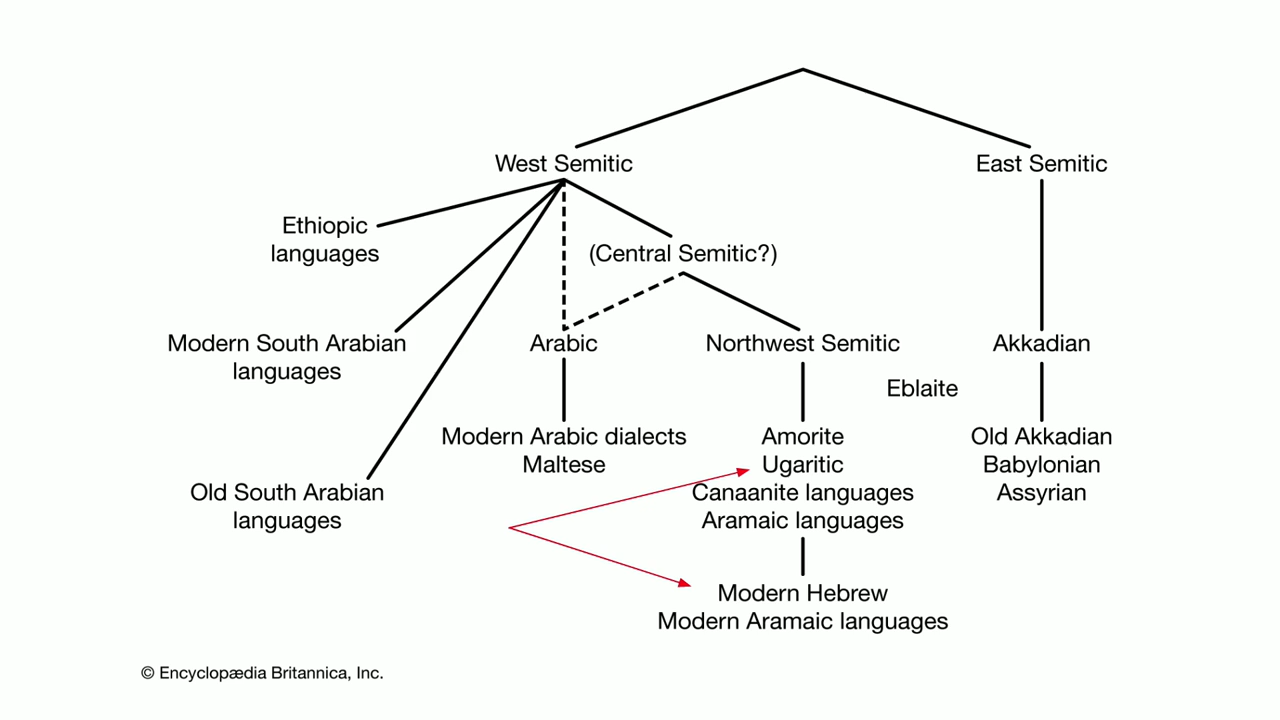 West Semitic
East Semitic
Ethiopic
languages
(Central Semitic?)
Modern South Arabian
languages
Arabic
Northwest Semitic
Akkadian
Eblaite
Modern Arabic dialects
Maltese
Amorite
Ugaritic
Canaanite languages
Aramaic languages
Old Akkadian
Babylonian
Assyrian
Old South Arabian
languages
Modern Hebrew
Modern Aramaic languages
© Encyclopædia Britannica, Inc.